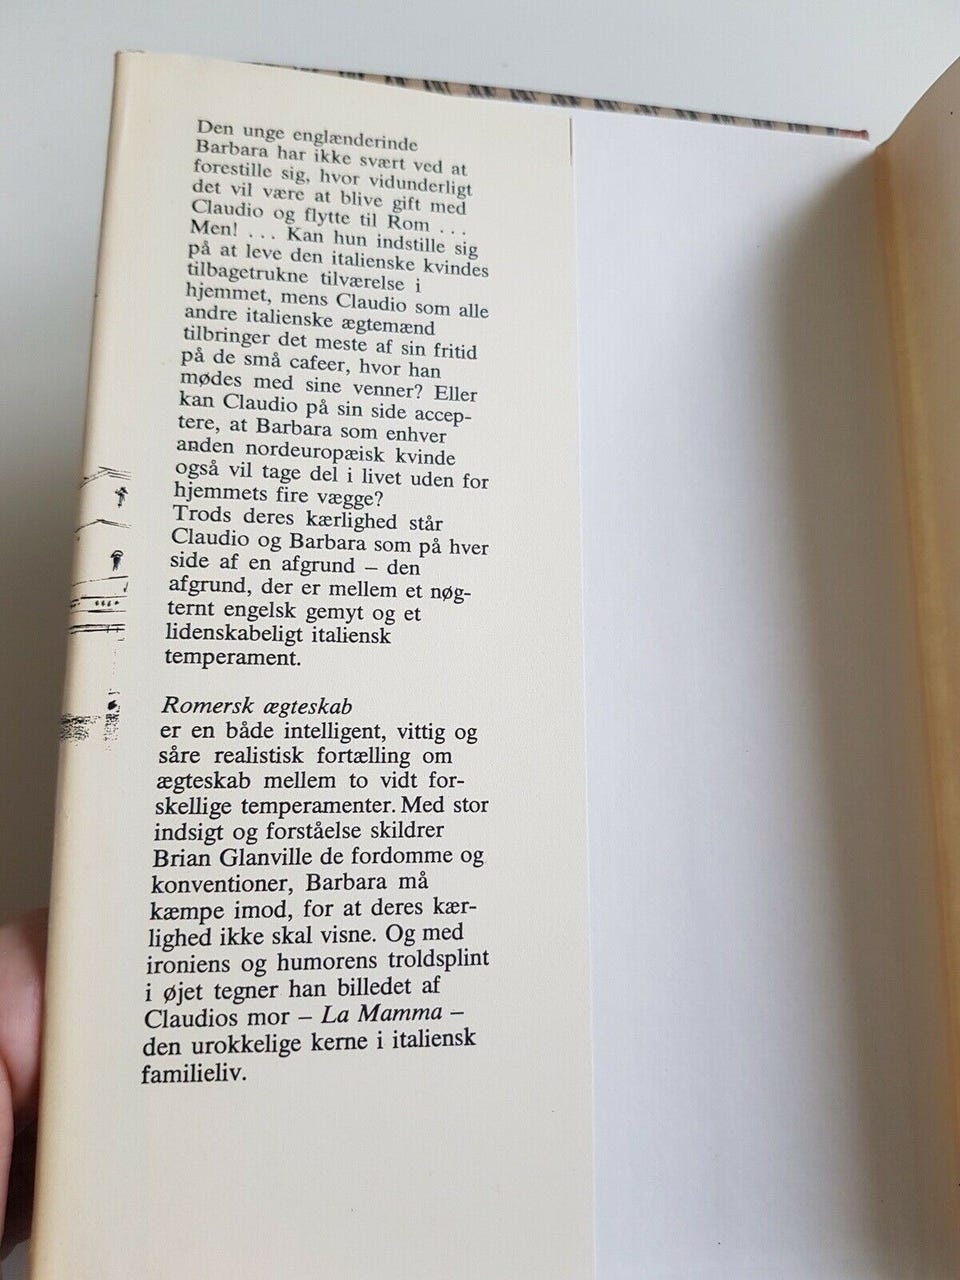 Den unge englænderinde
Barbara har ikke svært ved at
forestille sig, hvor vidunderligt
det vil være at blive gift med
Claudio og flytte til Rom . . .
Men! . . . Kan hun indstille sig
på at leve den italienske kvindes
tilbagetrukne tilværelse i
hjemmet, mens Claudio som alle
andre italienske ægtemænd
tilbringer det meste af sin fritid
på de små cafeer, hvor han
mødes med sine venner? Eller
kan Claudio på sin side accep-
tere, at Barbara som enhver
anden nordeuropæisk kvinde
også vil tage del i livet uden for
hjemmets fire vægge?
Trods deres kærlighed står
Claudio og Barbara som på hver
side af en afgrund – den
afgrund, der er mellem et nøg-
ternt engelsk gemyt og et
lidenskabeligt italiensk
temperament.
Romersk ægteskab
er en både intelligent, vittig og
såre realistisk fortælling om
ægteskab mellem to vidt for-
skellige temperamenter. Med stor
indsigt og forståelse skildrer
Brian Glanville de fordomme og
konventioner, Barbara må
kæmpe imod, for at deres kær-
lighed ikke skal visne. Og med
ironiens og humorens troldsplint
i øjet tegner han billedet af
Claudios mor – La Mamma –
den urokkelige kerne i italiensk
familieliv.